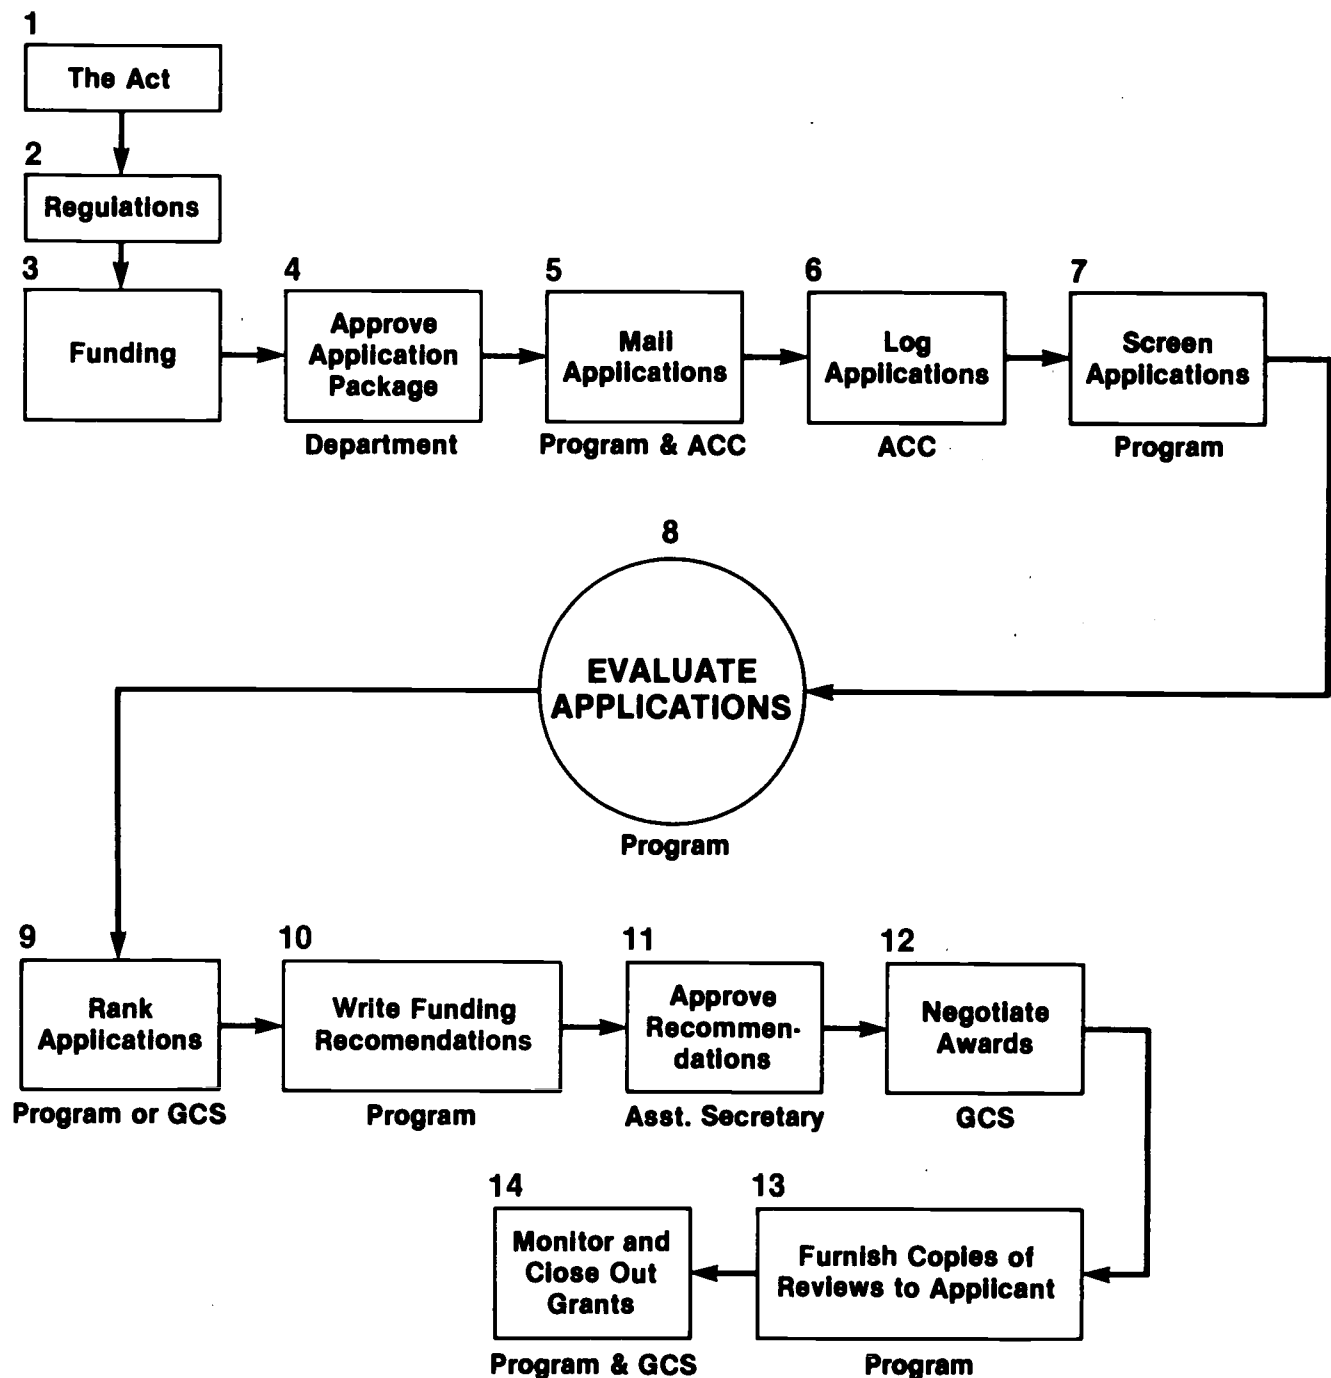 1
The Act
2
Regulations
3
Funding
4
Approve
Application
Package
Department
5
Mail
Applications
Program & ACC
6
Log
Applications
ACC
7
Screen
Applications
Program
8
EVALUATE
APPLICATIONS
Program
9
Rank
Applications
Program or GCS
10
Write Funding
Recomendations
Program
11
Approve
Recommen-
dations
Asst. Secretary
12
Negotiate
Awards
GCS
13
Furnish Copies of
Reviews to Applicant
Program
14
Monitor and
Close Out
Grants
Program & GCS